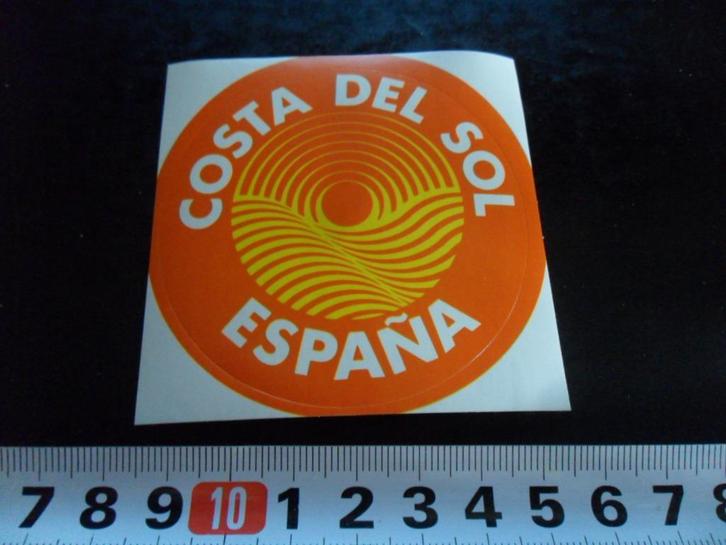 COSTA DEL SOL
ESPAÑA
7 8 9 10 1 2 3 4 5 6 7 8